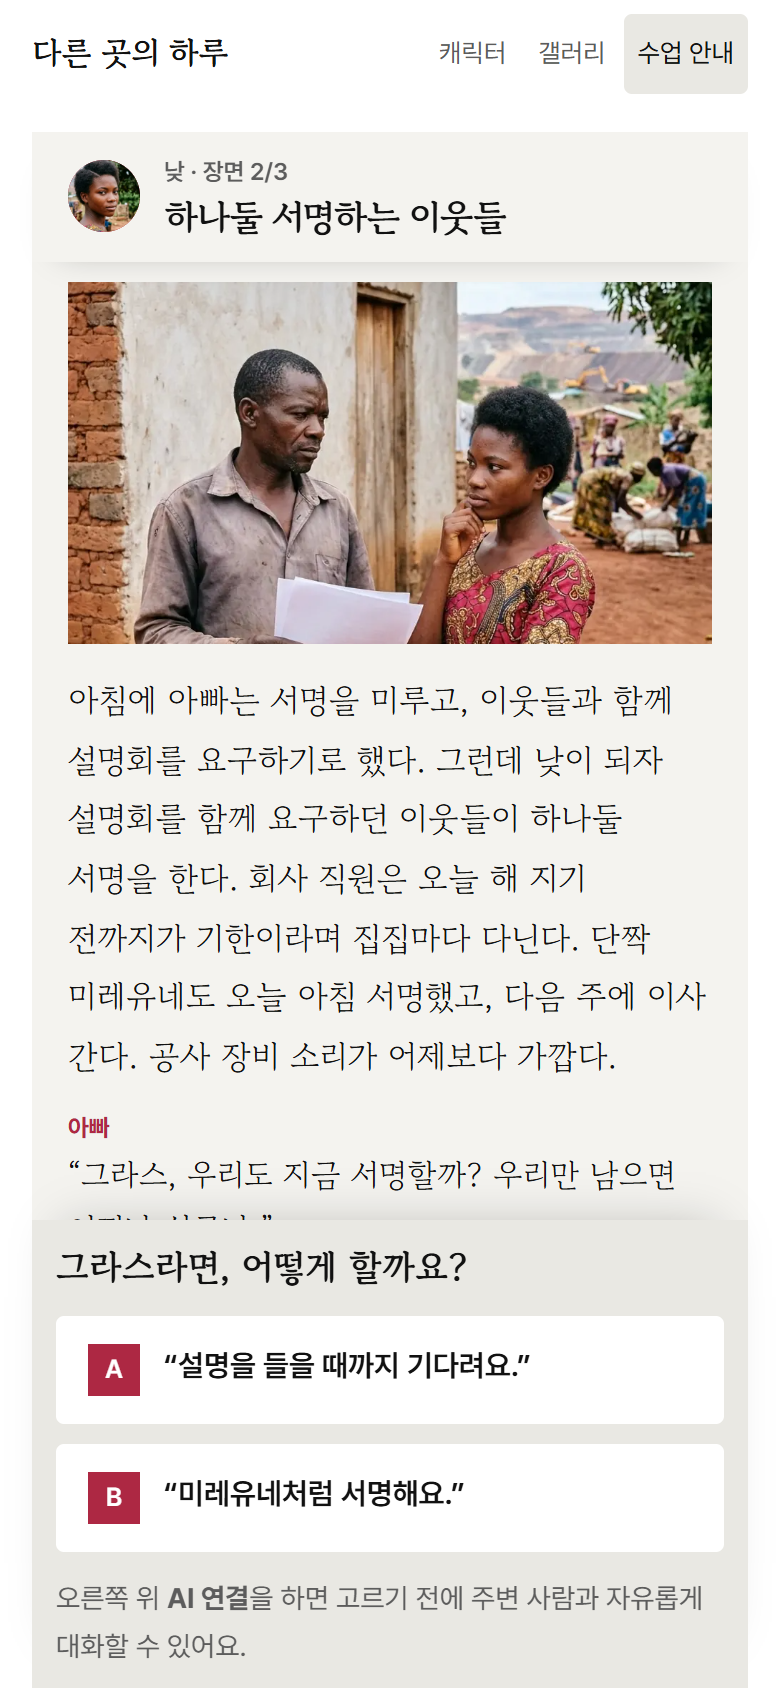 다른 곳의 하루
캐릭터 갤러리 수업 안내
낮 · 장면 2/3
하나둘 서명하는 이웃들
아침에 아빠는 서명을 미루고, 이웃들과 함께
설명회를 요구하기로 했다. 그런데 낮이 되자
설명회를 함께 요구하던 이웃들이 하나둘
서명을 한다. 회사 직원은 오늘 해 지기
전까지가 기한이라며 집집마다 다닌다. 단짝
미레유네도 오늘 아침 서명했고, 다음 주에 이사
간다. 공사 장비 소리가 어제보다 가깝다.
아빠
“그라스, 우리도 지금 서명할까? 우리만 남으면
그라스라면, 어떻게 할까요?
A “설명을 들을 때까지 기다려요.”
B “미레유네처럼 서명해요.”
오른쪽 위 AI 연결을 하면 고르기 전에 주변 사람과 자유롭게
대화할 수 있어요.